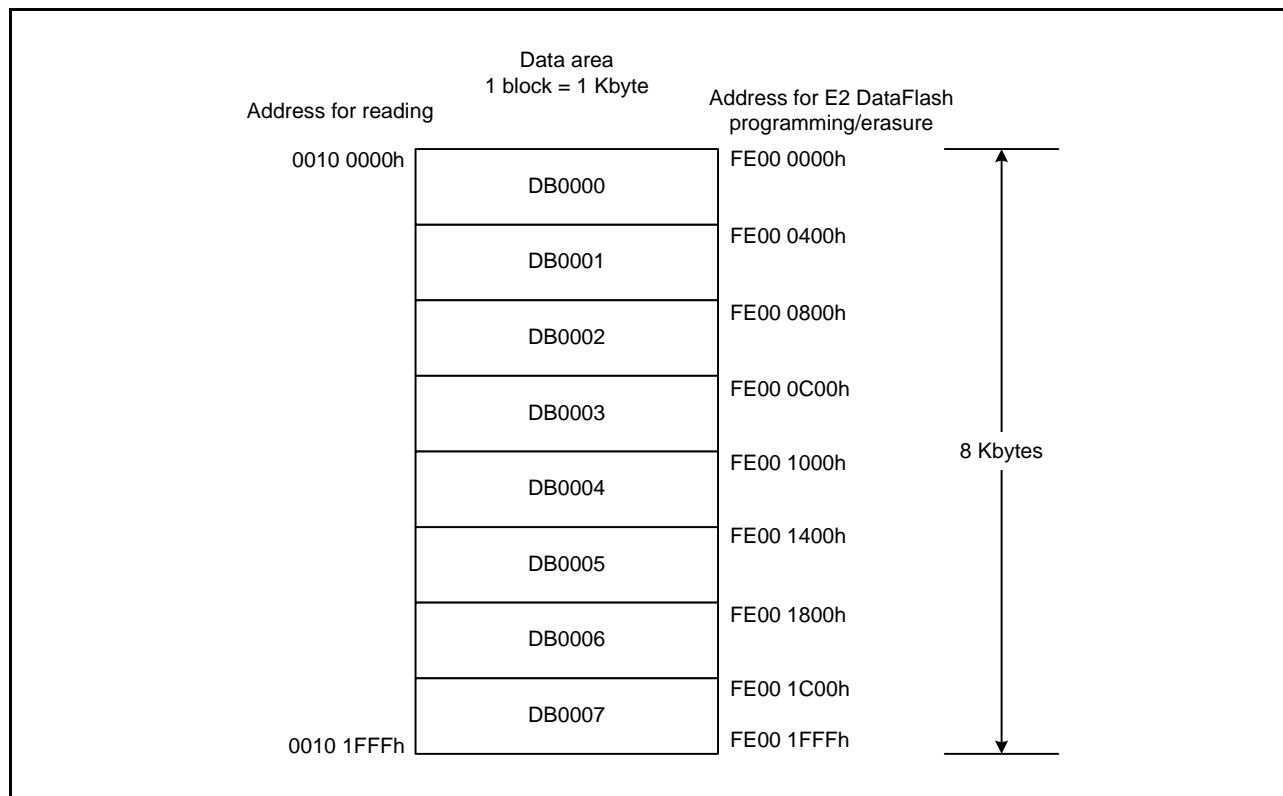 Data area
1 block = 1 Kbyte
Address for reading
Address for E2 DataFlash
programming/erasure
0010 0000h
FE00 0000h
DB0000
FE00 0400h
DB0001
FE00 0800h
DB0002
FE00 0C00h
DB0003
FE00 1000h
8 Kbytes
DB0004
FE00 1400h
DB0005
FE00 1800h
DB0006
FE00 1C00h
DB0007
0010 1FFFh
FE00 1FFFh